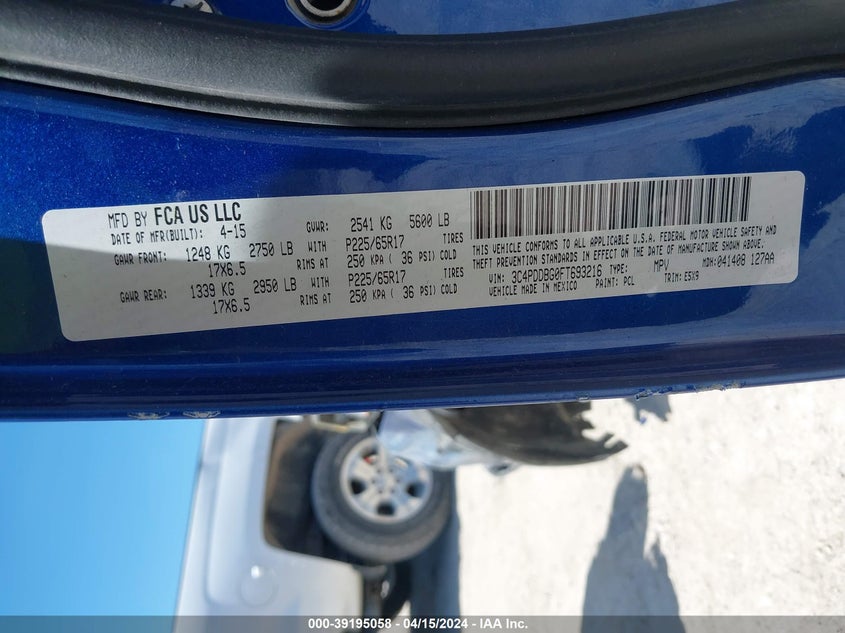 MFD BY FCA US LLC
DATE OF MFR(BUILT): 4-15 GVWR: 2541 KG 5600 LB
GAWR FRONT: 1248 KG 2750 LB WITH P225/65R17 TIRES
17X6.5 RIMS AT 250 KPA ( 36 PSI) COLD
GAWR REAR: 1339 KG 2950 LB WITH P225/65R17 TIRES
17X6.5 RIMS AT 250 KPA ( 36 PSI) COLD
THIS VEHICLE CONFORMS TO ALL APPLICABLE U.S.A. FEDERAL MOTOR VEHICLE SAFETY AND
THEFT PREVENTION STANDARDS IN EFFECT ON THE DATE OF MANUFACTURE SHOWN ABOVE.
VIN: 3C4PDDBG0FT693216 TYPE: MPV MDH: 041408 127AA
VEHICLE MADE IN MEXICO PAINT: PCL TRIM: E5X9
000-39195058 - 04/15/2024 - IAA Inc.